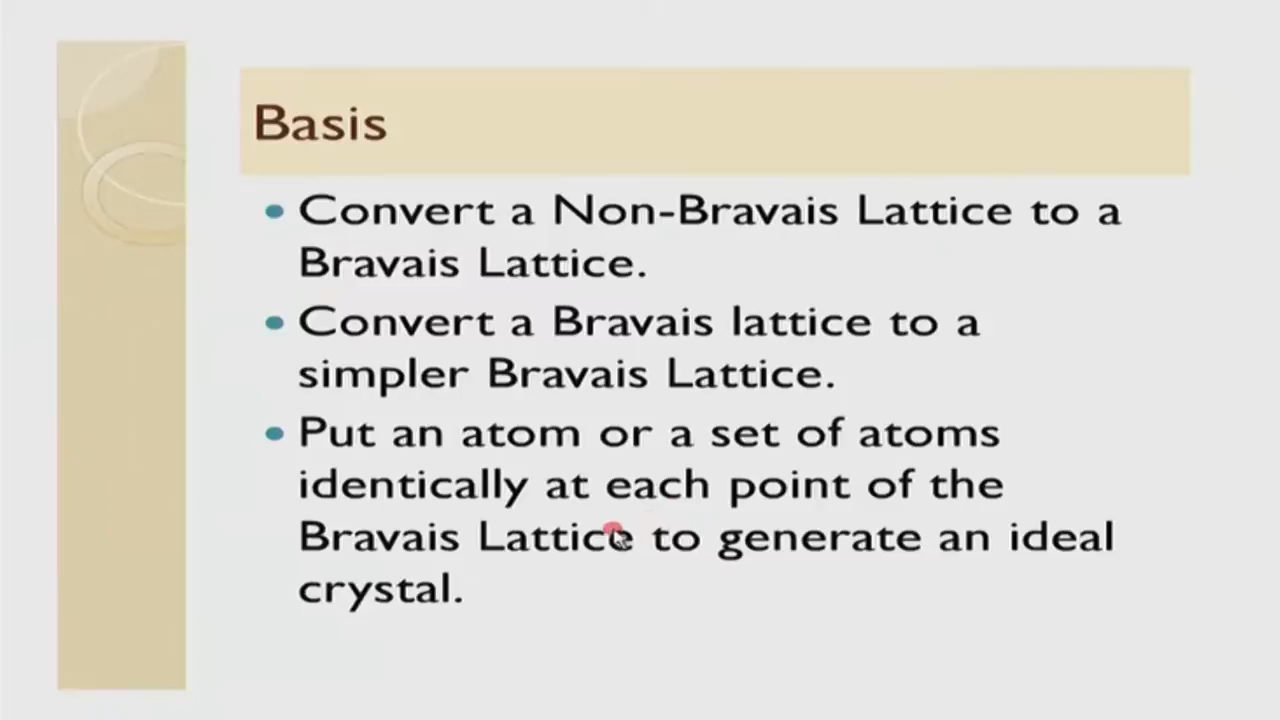 Basis
• Convert a Non-Bravais Lattice to a
Bravais Lattice.
• Convert a Bravais lattice to a
simpler Bravais Lattice.
• Put an atom or a set of atoms
identically at each point of the
Bravais Lattice to generate an ideal
crystal.